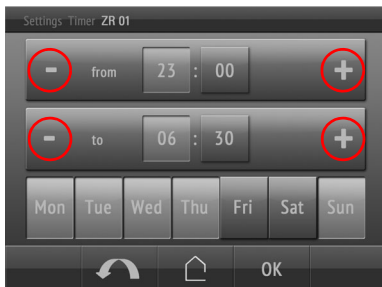 Settings Timer ZR 01
- from 23 : 00 +
- to 06 : 30 +
Mon Tue Wed Thu Fri Sat Sun
OK